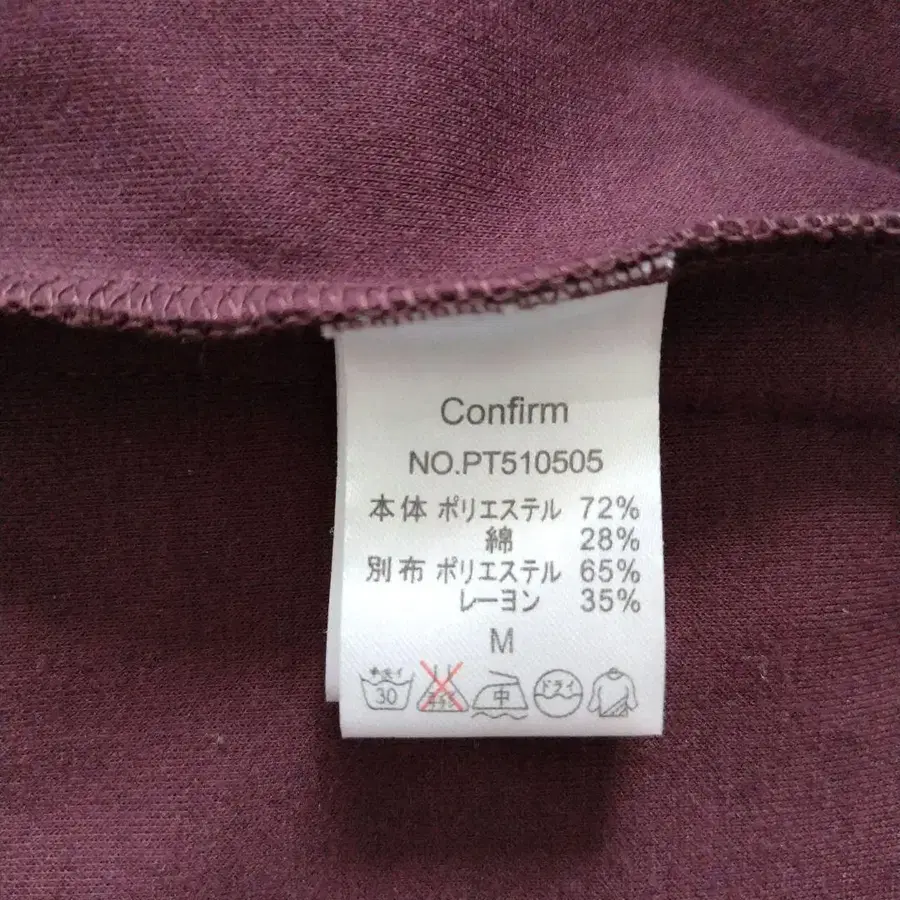 Confirm
NO.PT510505
本体 ポリエステル 72%
綿 28%
別布 ポリエステル 65%
レーヨン 35%
M
手洗イ 30 中 ドライ